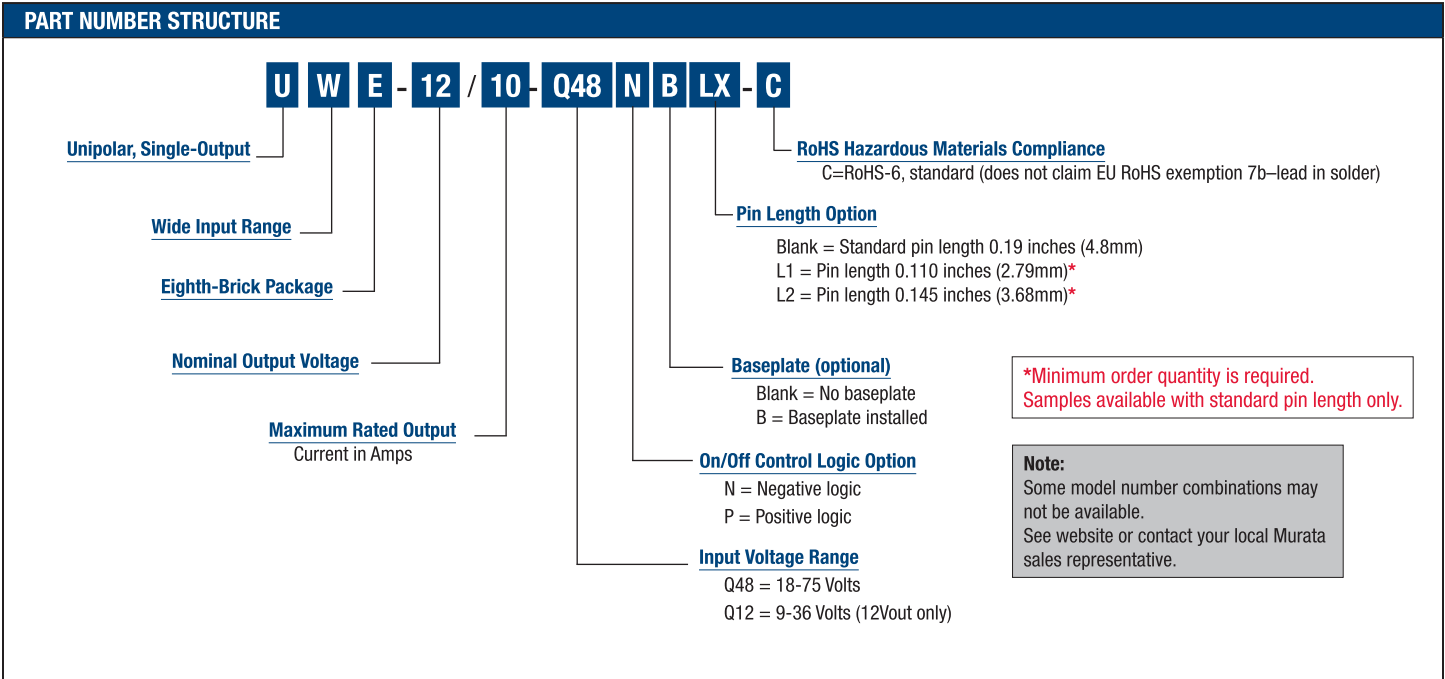 PART NUMBER STRUCTURE
U W E - 12 / 10 - Q48 N B LX - C
Unipolar, Single-Output
RoHS Hazardous Materials Compliance
C=RoHS-6, standard (does not claim EU RoHS exemption 7b–lead in solder)
Wide Input Range
Pin Length Option
Blank = Standard pin length 0.19 inches (4.8mm)
L1 = Pin length 0.110 inches (2.79mm)*
L2 = Pin length 0.145 inches (3.68mm)*
Eighth-Brick Package
Nominal Output Voltage
Baseplate (optional)
Blank = No baseplate
B = Baseplate installed
*Minimum order quantity is required.
Samples available with standard pin length only.
Maximum Rated Output
Current in Amps
On/Off Control Logic Option
N = Negative logic
P = Positive logic
Note:
Some model number combinations may
not be available.
See website or contact your local Murata
sales representative.
Input Voltage Range
Q48 = 18-75 Volts
Q12 = 9-36 Volts (12Vout only)